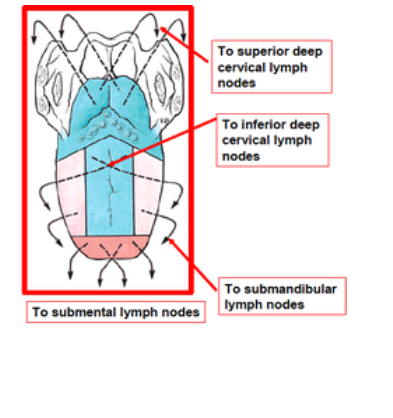 To superior deep
cervical lymph
nodes
To inferior deep
cervical lymph
nodes
To submandibular
lymph nodes
To submental lymph nodes